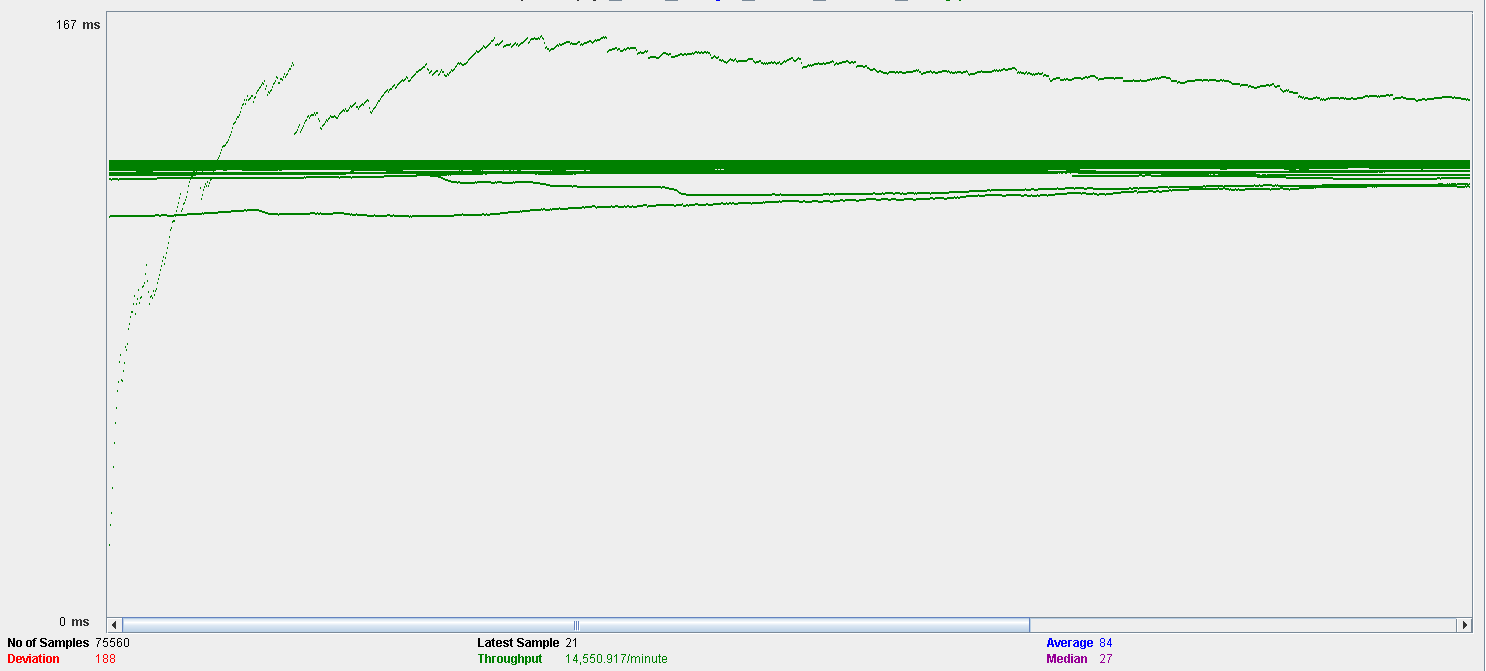 167 ms
0 ms
No of Samples 75560 Latest Sample 21 Average 84
Deviation 188 Throughput 14,550.917/minute Median 27